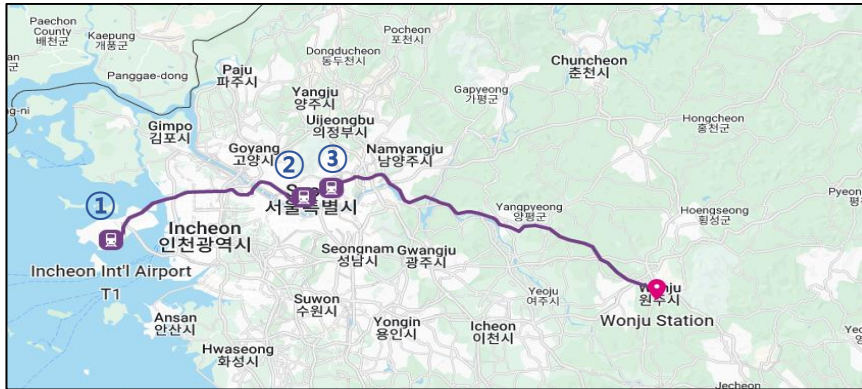 Paechon
County
배천군
Kaepung
개풍군
Panggae-dong
Paju
파주시
Dongducheon
동두천시
Pocheon
포천시
Yangju
양주시
Chuncheon
춘천시
Gapyeong
가평군
Hongcheon
홍천군
Uijeongbu
의정부시
Gimpo
김포시
Goyang
고양시
Namyangju
남양주시
②
③
서울특별시
①
Incheon
인천광역시
Yangpyeong
양평군
Hoengseong
횡성군
Incheon Int'l Airport
T1
Seongnam
성남시
Gwangju
광주시
Yeoju
여주시
원주시
Wonju Station
Suwon
수원시
Ansan
안산시
Yongin
용인시
Icheon
이천시
Hwaseong
화성시
Jecheon